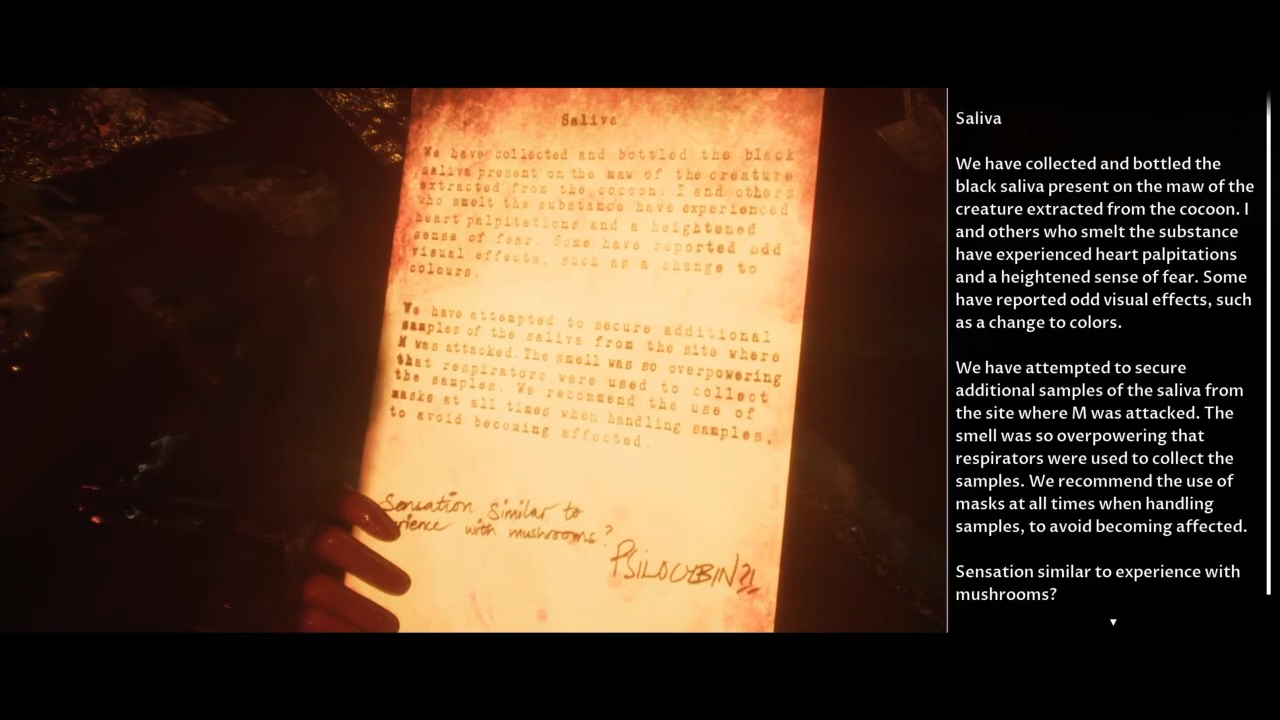 Saliva
We have collected and bottled the black
saliva present on the maw of the creature
extracted from the cocoon. I and others
who smelt the substance have experienced
heart palpitations and a heightened
sense of fear. Some have reported odd
visual effects, such as a change to
colours.
We have attempted to secure additional
samples of the saliva from the site where
M was attacked. The smell was so overpowering
that respirators were used to collect
the samples. We recommend the use of
masks at all times when handling samples,
to avoid becoming affected.
Sensation similar to
erience with mushrooms?
PSILOCYBIN?!
Saliva
We have collected and bottled the
black saliva present on the maw of the
creature extracted from the cocoon. I
and others who smelt the substance
have experienced heart palpitations
and a heightened sense of fear. Some
have reported odd visual effects, such
as a change to colors.
We have attempted to secure
additional samples of the saliva from
the site where M was attacked. The
smell was so overpowering that
respirators were used to collect the
samples. We recommend the use of
masks at all times when handling
samples, to avoid becoming affected.
Sensation similar to experience with
mushrooms?